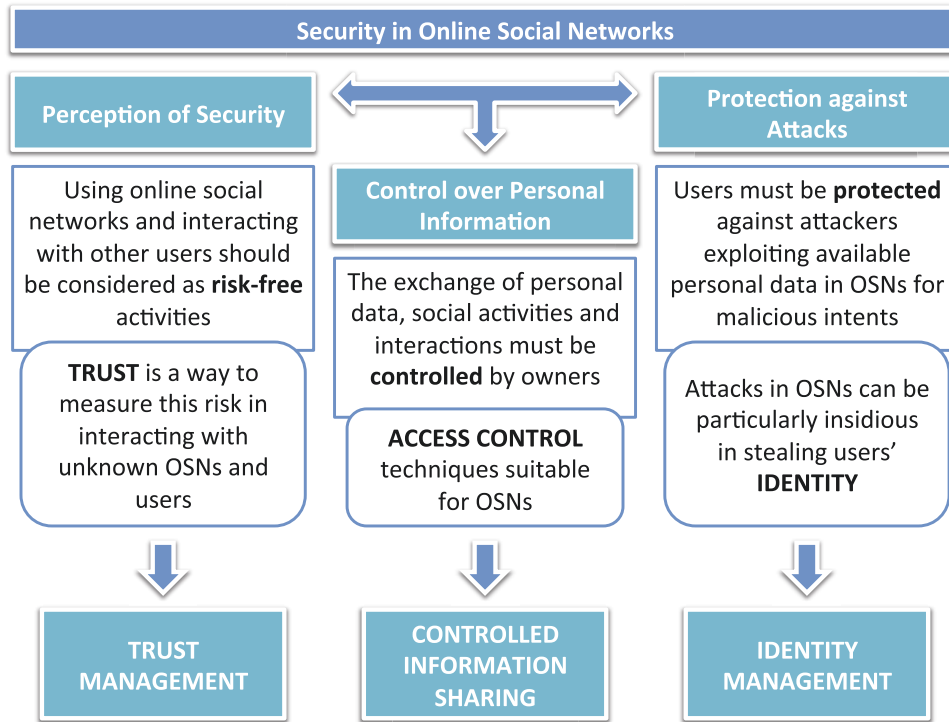 Security in Online Social Networks
Perception of Security
Using online social
networks and interacting
with other users should
be considered as risk-free
activities
TRUST is a way to
measure this risk in
interacting with
unknown OSNs and
users
TRUST
MANAGEMENT
Control over Personal
Information
The exchange of personal
data, social activities and
interactions must be
controlled by owners
ACCESS CONTROL
techniques suitable
for OSNs
CONTROLLED
INFORMATION
SHARING
Protection against
Attacks
Users must be protected
against attackers
exploiting available
personal data in OSNs for
malicious intents
Attacks in OSNs can be
particularly insidious
in stealing users’
IDENTITY
IDENTITY
MANAGEMENT